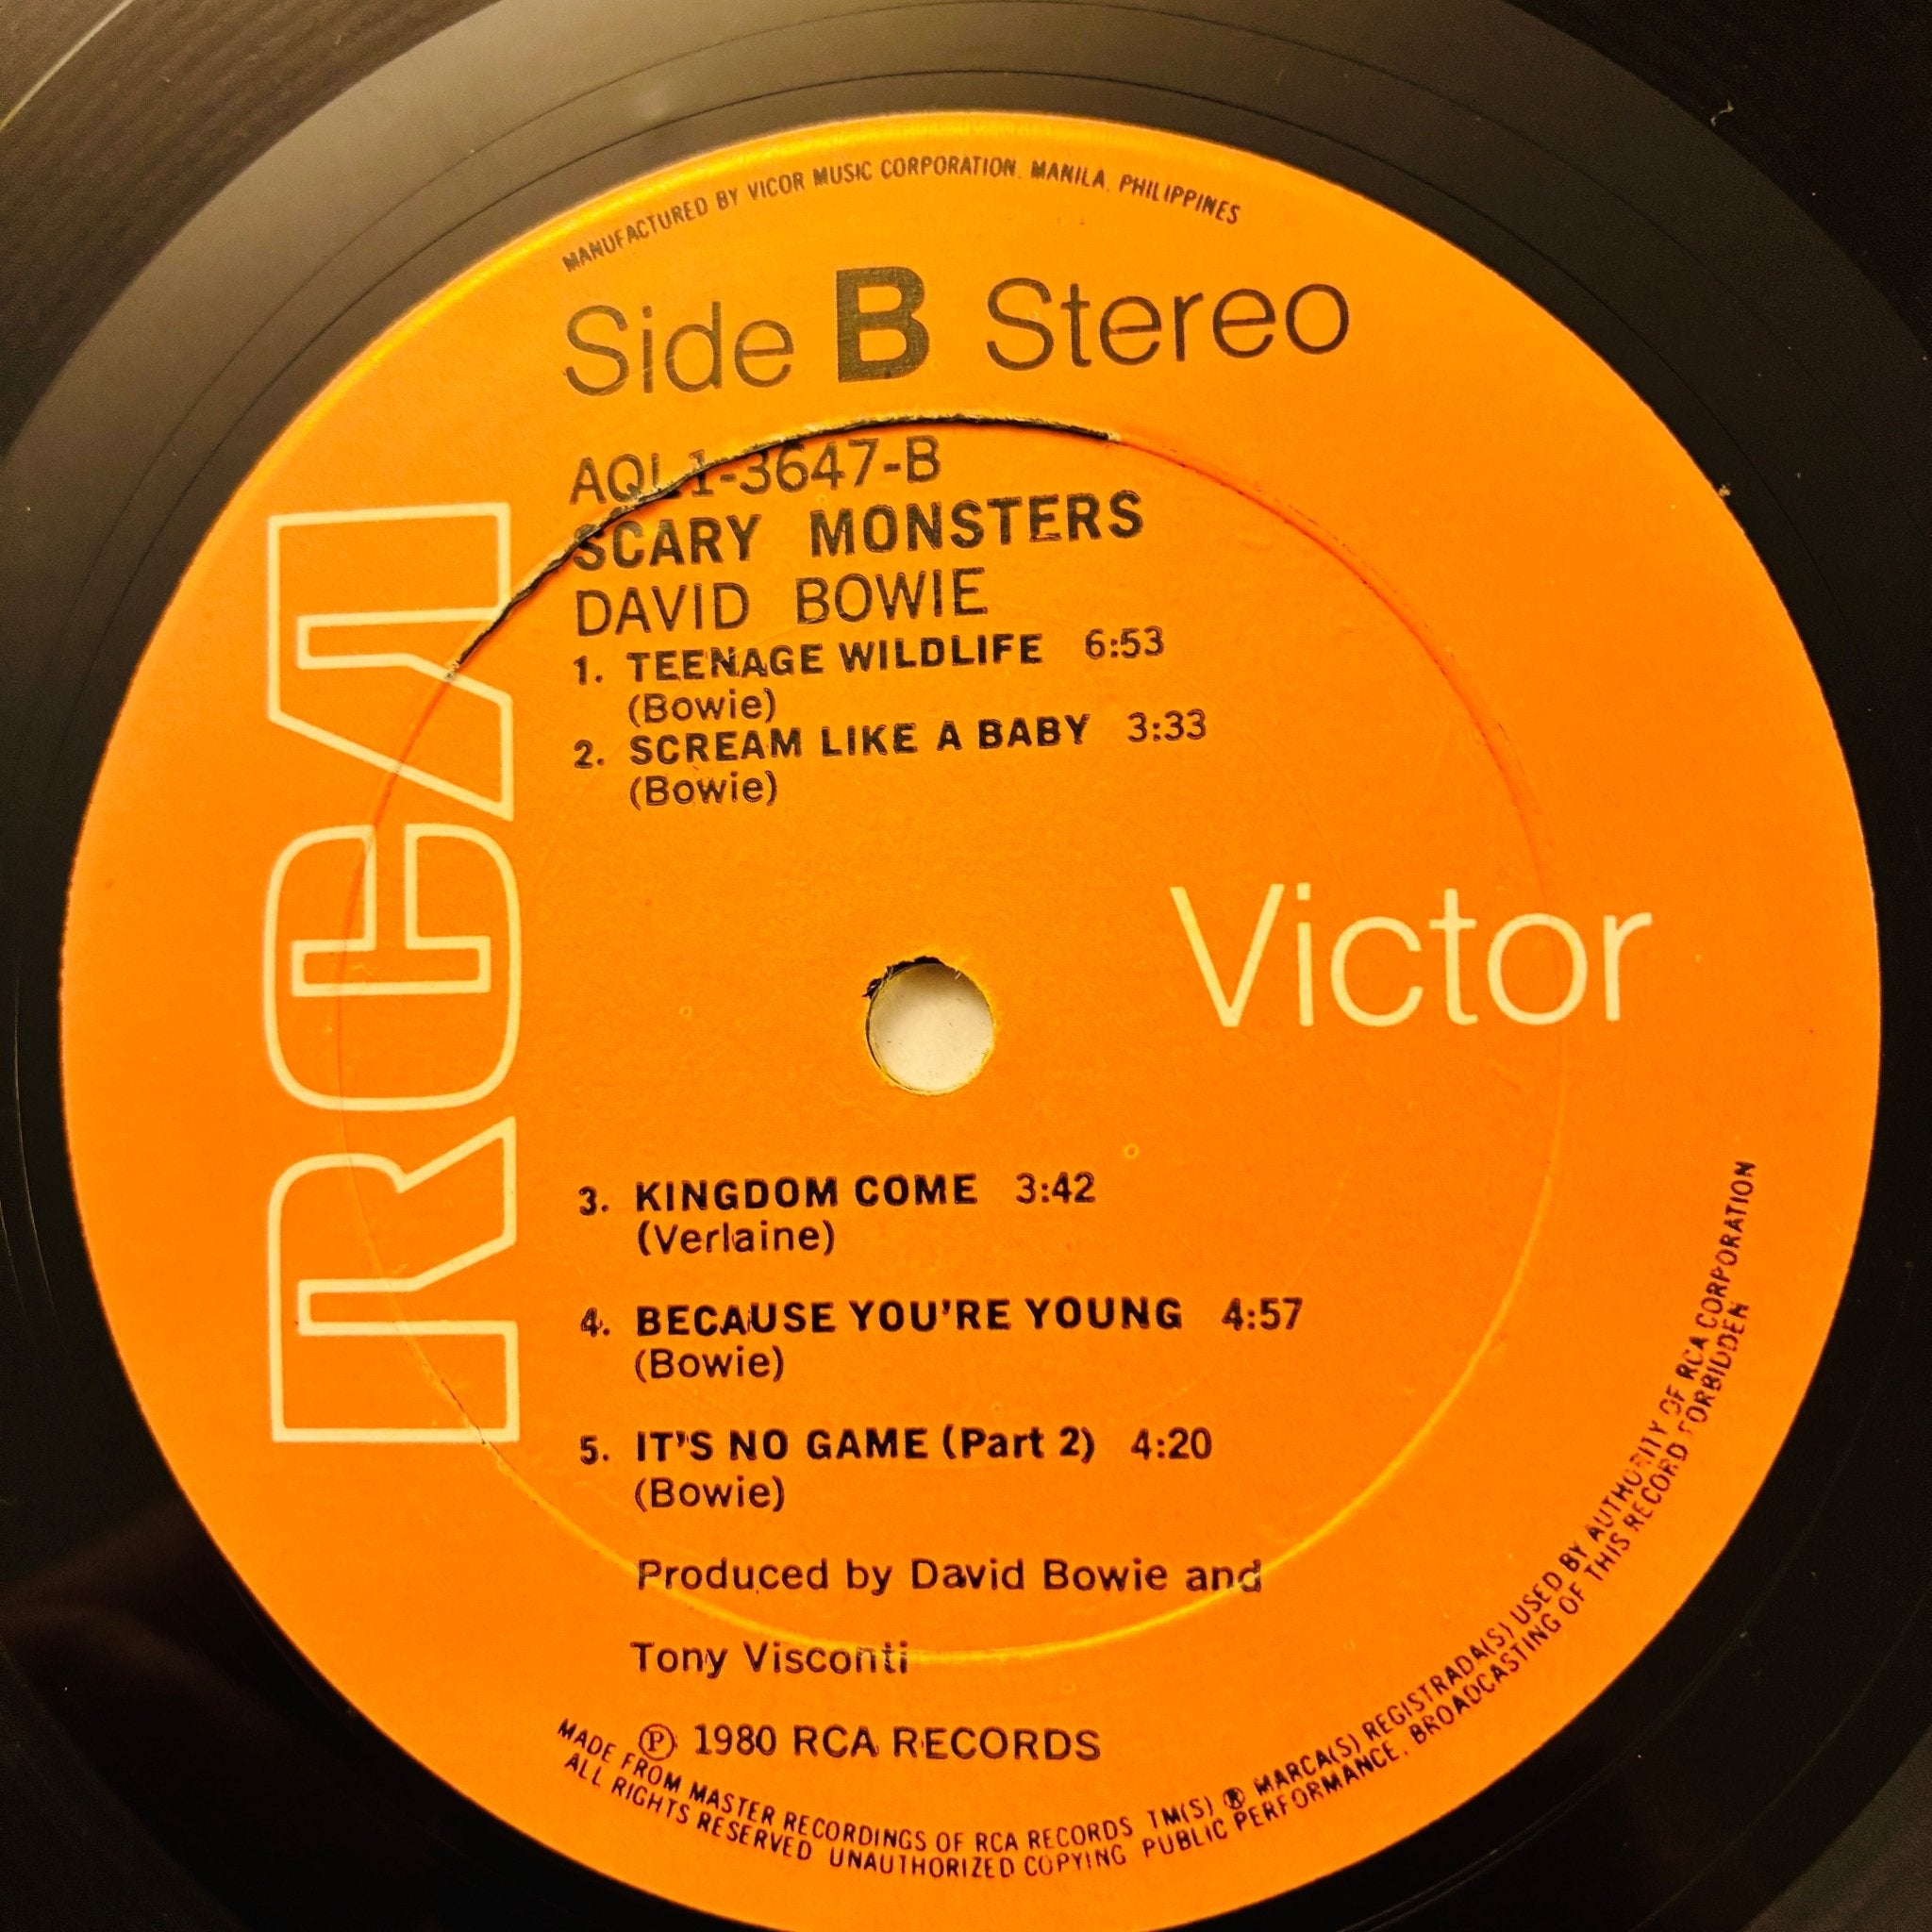 MANUFACTURED BY VICOR MUSIC CORPORATION. MANILA, PHILIPPINES
Side B Stereo
AQL1-3647-B
SCARY MONSTERS
DAVID BOWIE
1. TEENAGE WILDLIFE 6:53
(Bowie)
2. SCREAM LIKE A BABY 3:33
(Bowie)
RCA
Victor
3. KINGDOM COME 3:42
(Verlaine)
4. BECAUSE YOU'RE YOUNG 4:57
(Bowie)
5. IT'S NO GAME (Part 2) 4:20
(Bowie)
Produced by David Bowie and
Tony Visconti
℗ 1980 RCA RECORDS
MADE FROM MASTER RECORDINGS OF RCA RECORDS TM(S) ® MARCA(S) REGISTRADA(S) USED BY AUTHORITY OF RCA CORPORATION
ALL RIGHTS RESERVED UNAUTHORIZED COPYING PUBLIC PERFORMANCE. BROADCASTING OF THIS RECORD FORBIDDEN